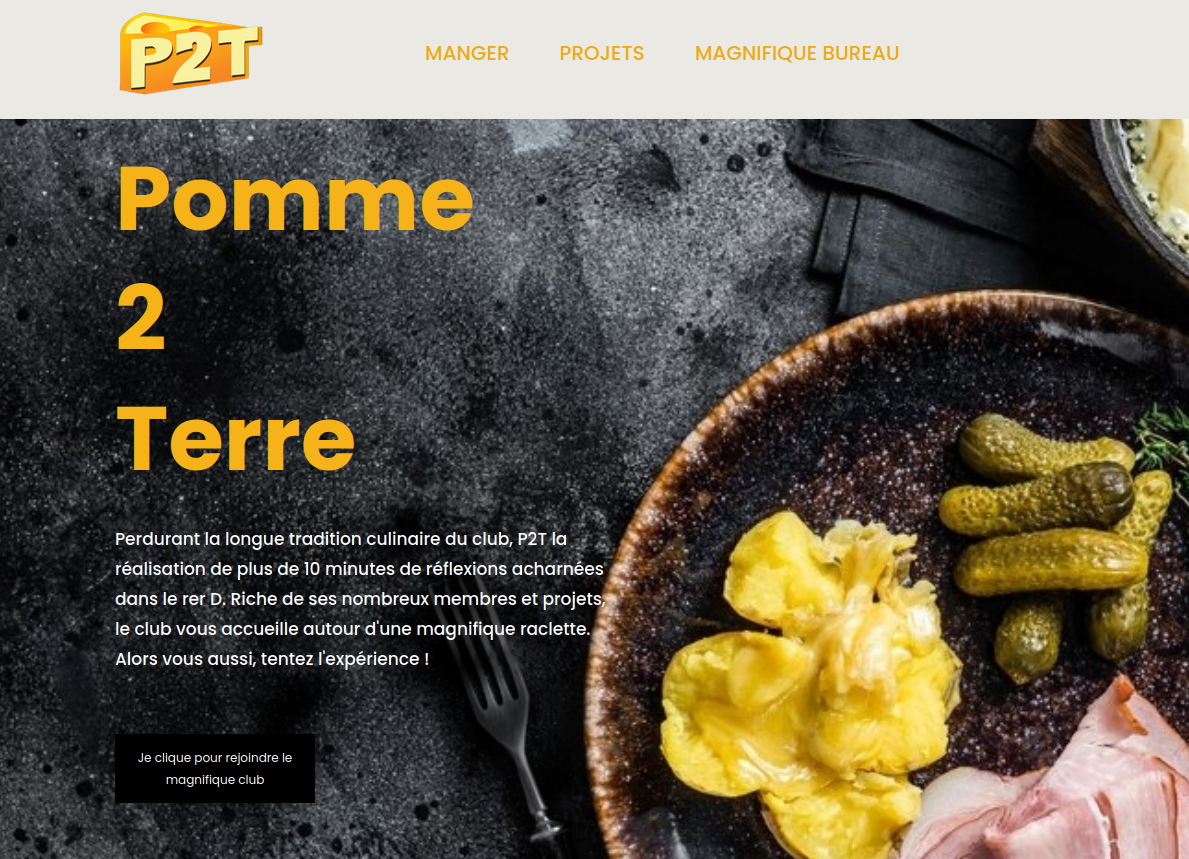 P2T
MANGER PROJETS MAGNIFIQUE BUREAU
Pomme
2
Terre
Perdurant la longue tradition culinaire du club, P2T la
réalisation de plus de 10 minutes de réflexions acharnées
dans le rer D. Riche de ses nombreux membres et projets,
le club vous accueille autour d'une magnifique raclette.
Alors vous aussi, tentez l'expérience !
Je clique pour rejoindre le
magnifique club